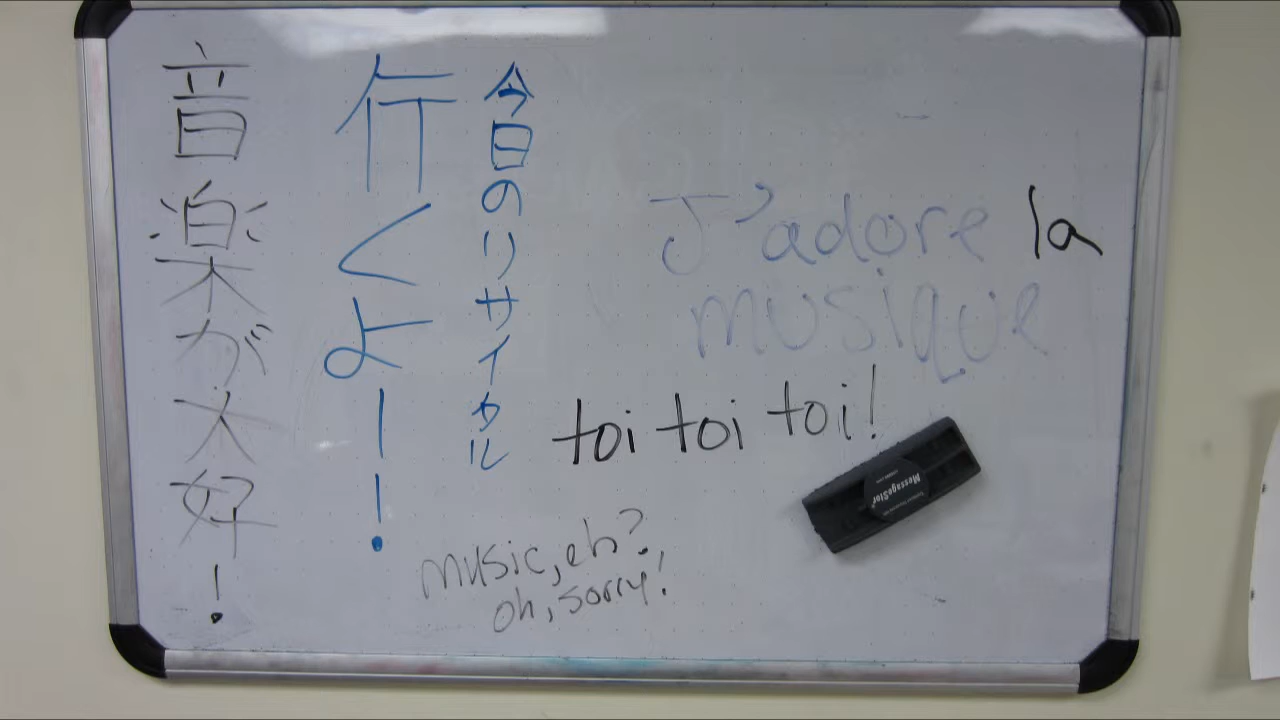 今日のリサイタル
行くよー！
音楽が大好！
J'adore la
musique
toi toi toi!
music, eh?,
oh, sorry!
MessageStor